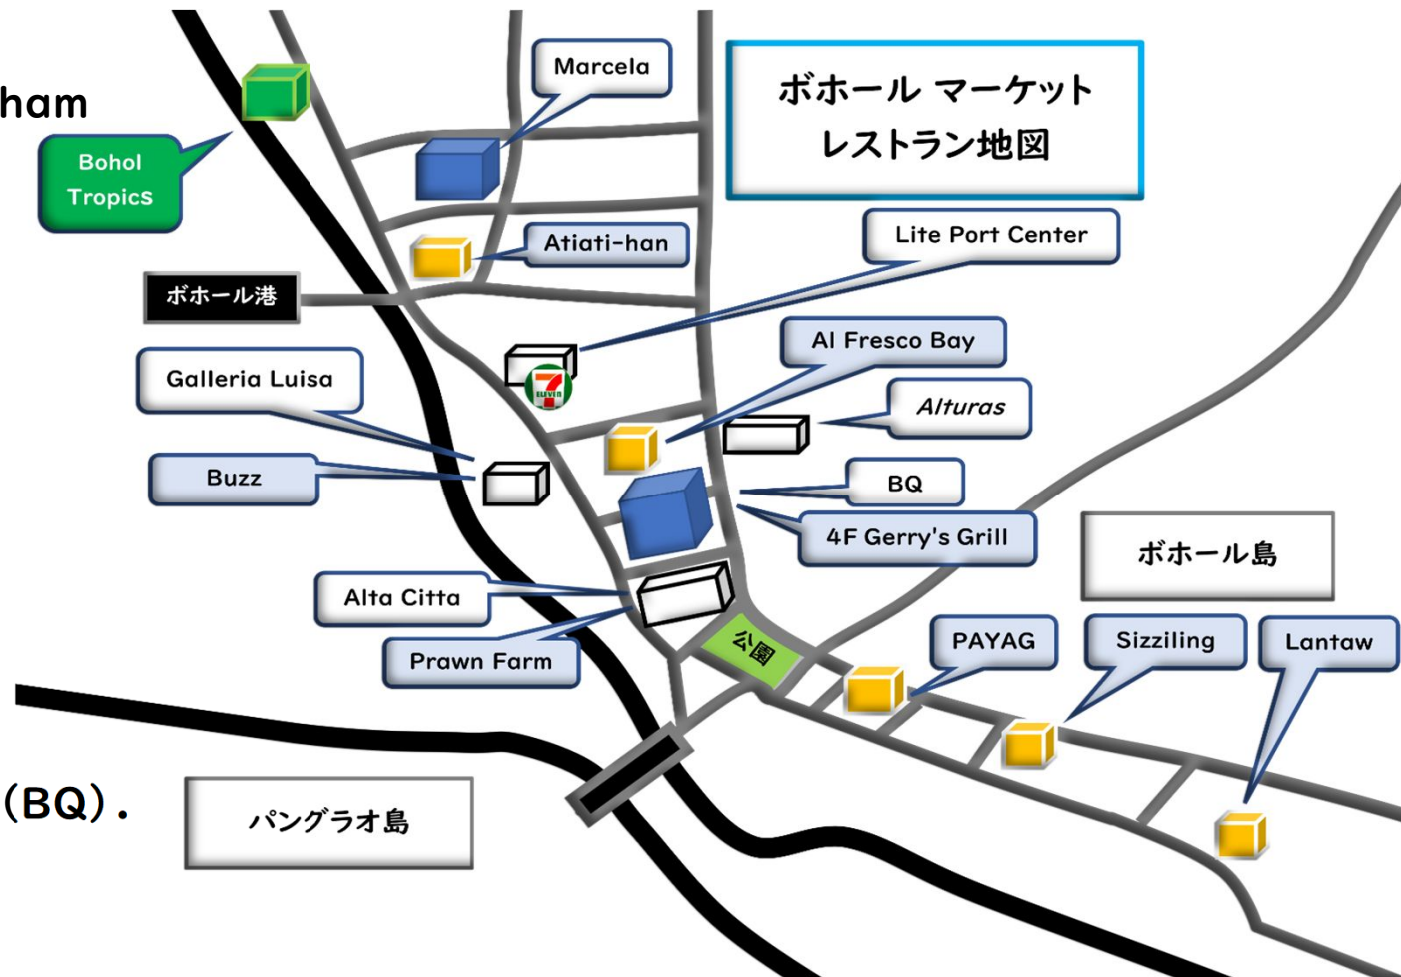 Marcela
ボホール マーケット
レストラン地図
ham
Bohol
Tropics
Lite Port Center
Atiati-han
ボホール港
Al Fresco Bay
Galleria Luisa
7
ELEVEN
Alturas
Buzz
BQ
4F Gerry's Grill
ボホール島
Alta Citta
公園
PAYAG
Sizziling
Lantaw
Prawn Farm
(BQ).
パングラオ島